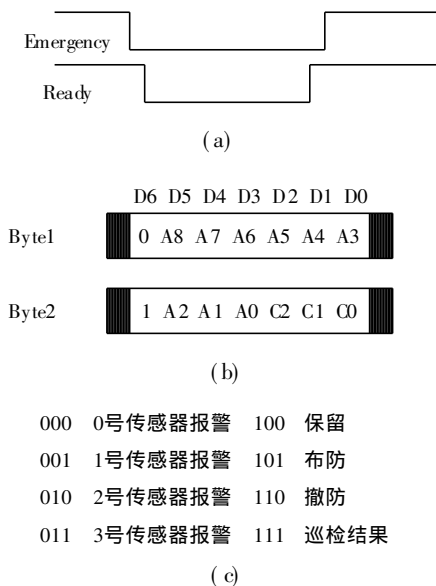 Emergency
Ready
(a)
D6 D5 D4 D3 D2 D1 D0
Byte1 0 A8 A7 A6 A5 A4 A3
Byte2 1 A2 A1 A0 C2 C1 C0
(b)
000 0号传感器报警 100 保留
001 1号传感器报警 101 布防
010 2号传感器报警 110 撤防
011 3号传感器报警 111 巡检结果
(c)